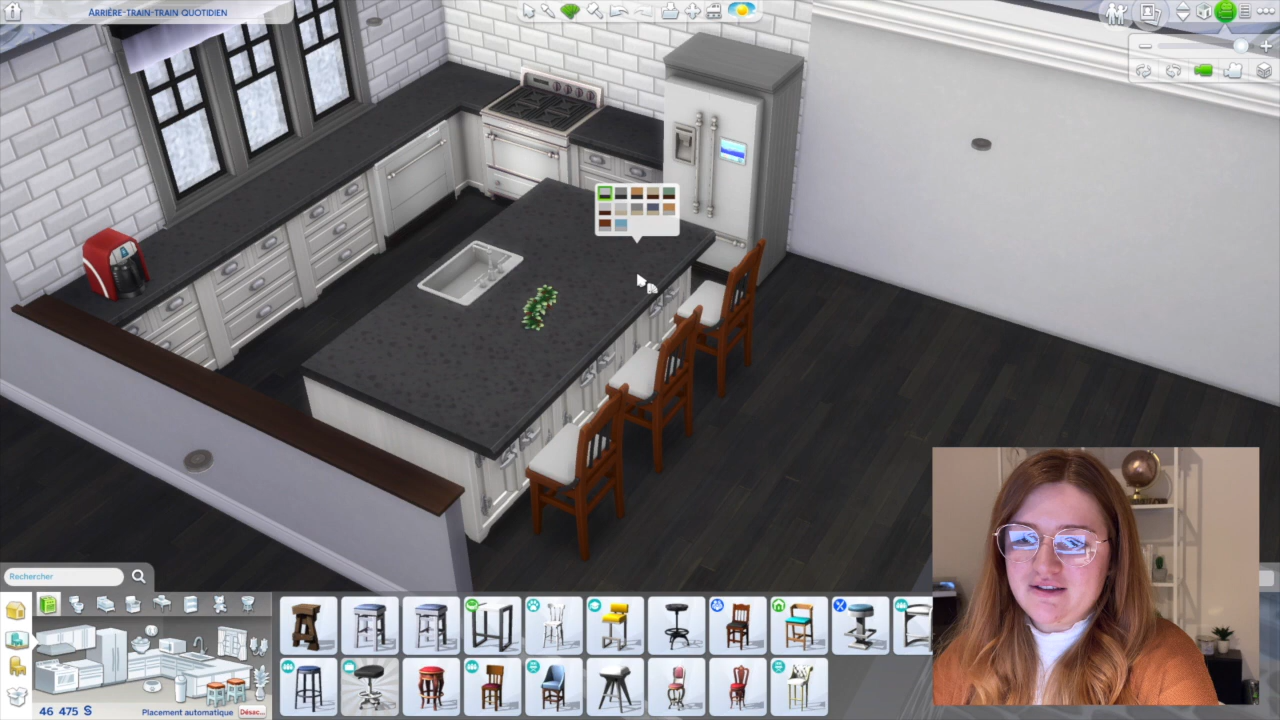 ARRIÈRE-TRAIN-TRAIN QUOTIDIEN
Rechercher
46 475 $
Placement automatique
Désac...